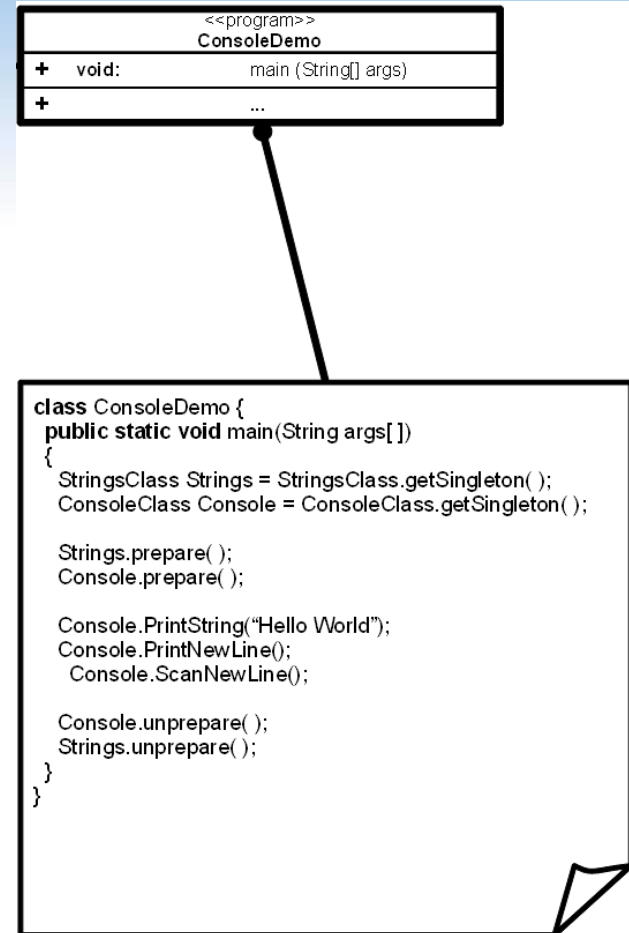 <<program>>
ConsoleDemo
+ void: main (String[] args)
+ ...
class ConsoleDemo {
public static void main(String args[ ])
{
StringsClass Strings = StringsClass.getSingleton( );
ConsoleClass Console = ConsoleClass.getSingleton( );
Strings.prepare( );
Console.prepare( );
Console.PrintString(“Hello World”);
Console.PrintNewLine();
Console.ScanNewLine();
Console.unprepare( );
Strings.unprepare( );
}
}